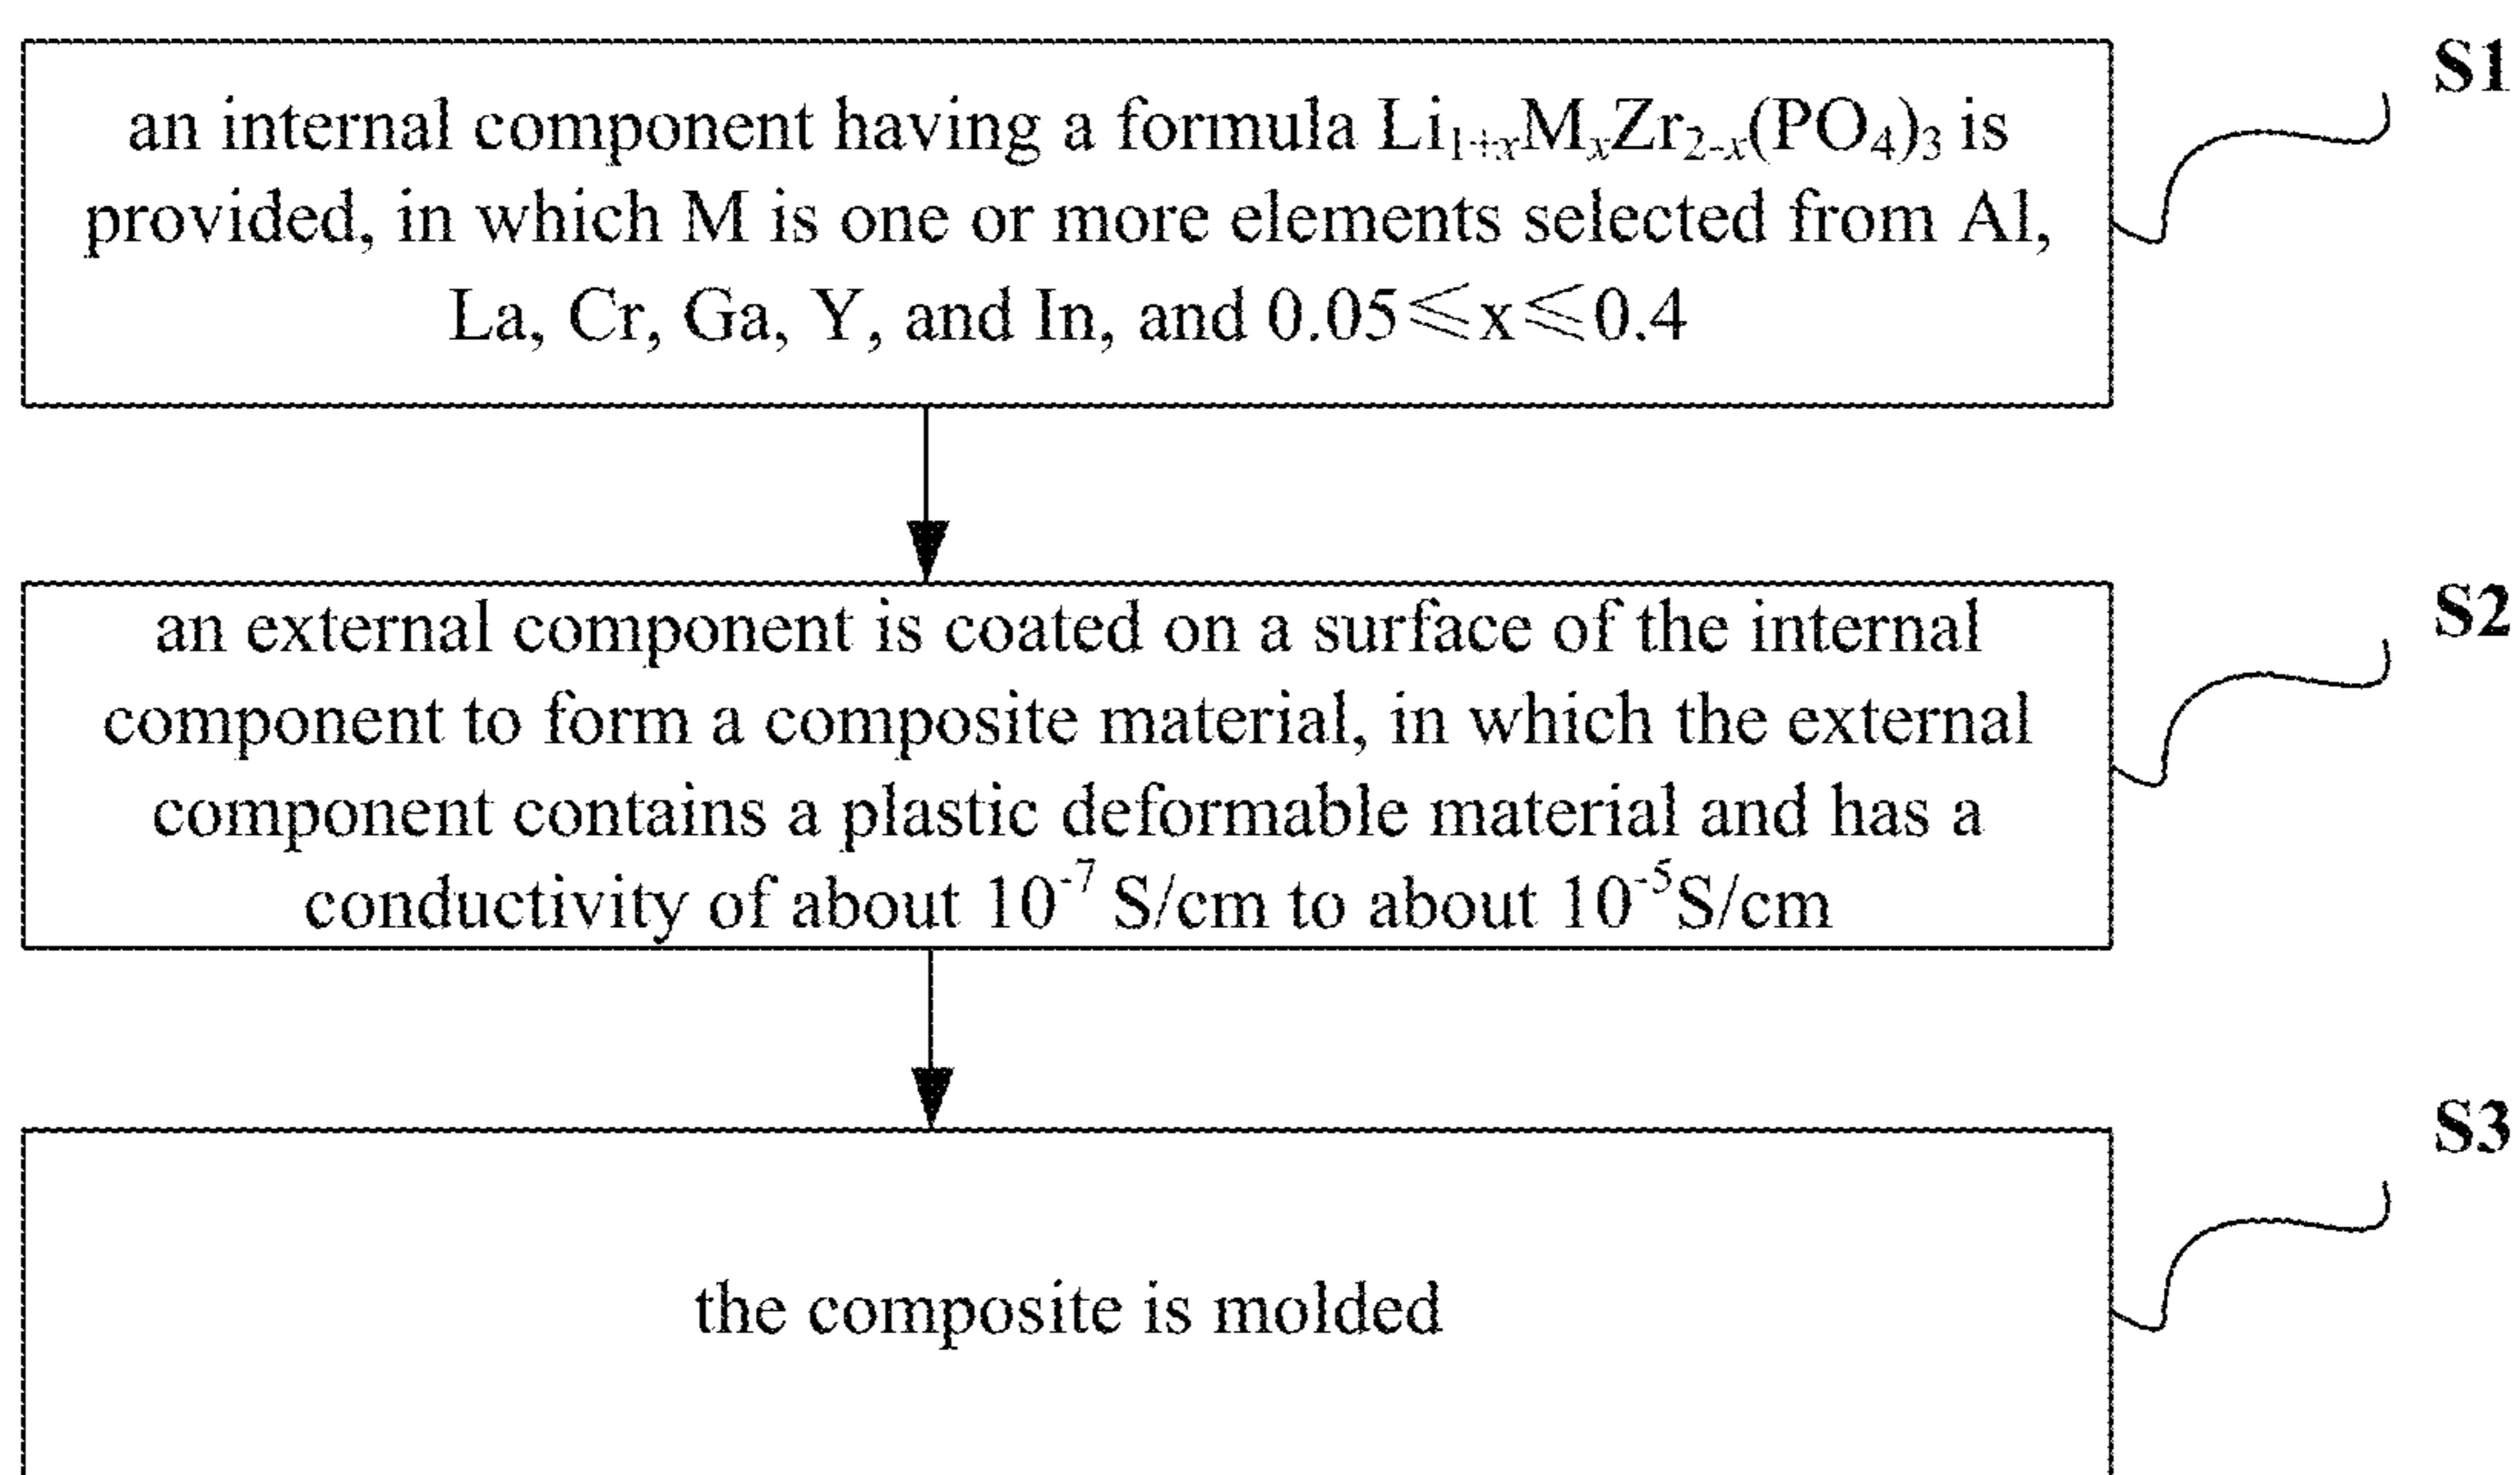 S1
an internal component having a formula Li₁₊ₓMₓZr₂₋ₓ(PO₄)₃ is
provided, in which M is one or more elements selected from Al,
La, Cr, Ga, Y, and In, and 0.05≤x≤0.4
S2
an external component is coated on a surface of the internal
component to form a composite material, in which the external
component contains a plastic deformable material and has a
conductivity of about 10⁻⁷ S/cm to about 10⁻⁵S/cm
S3
the composite is molded